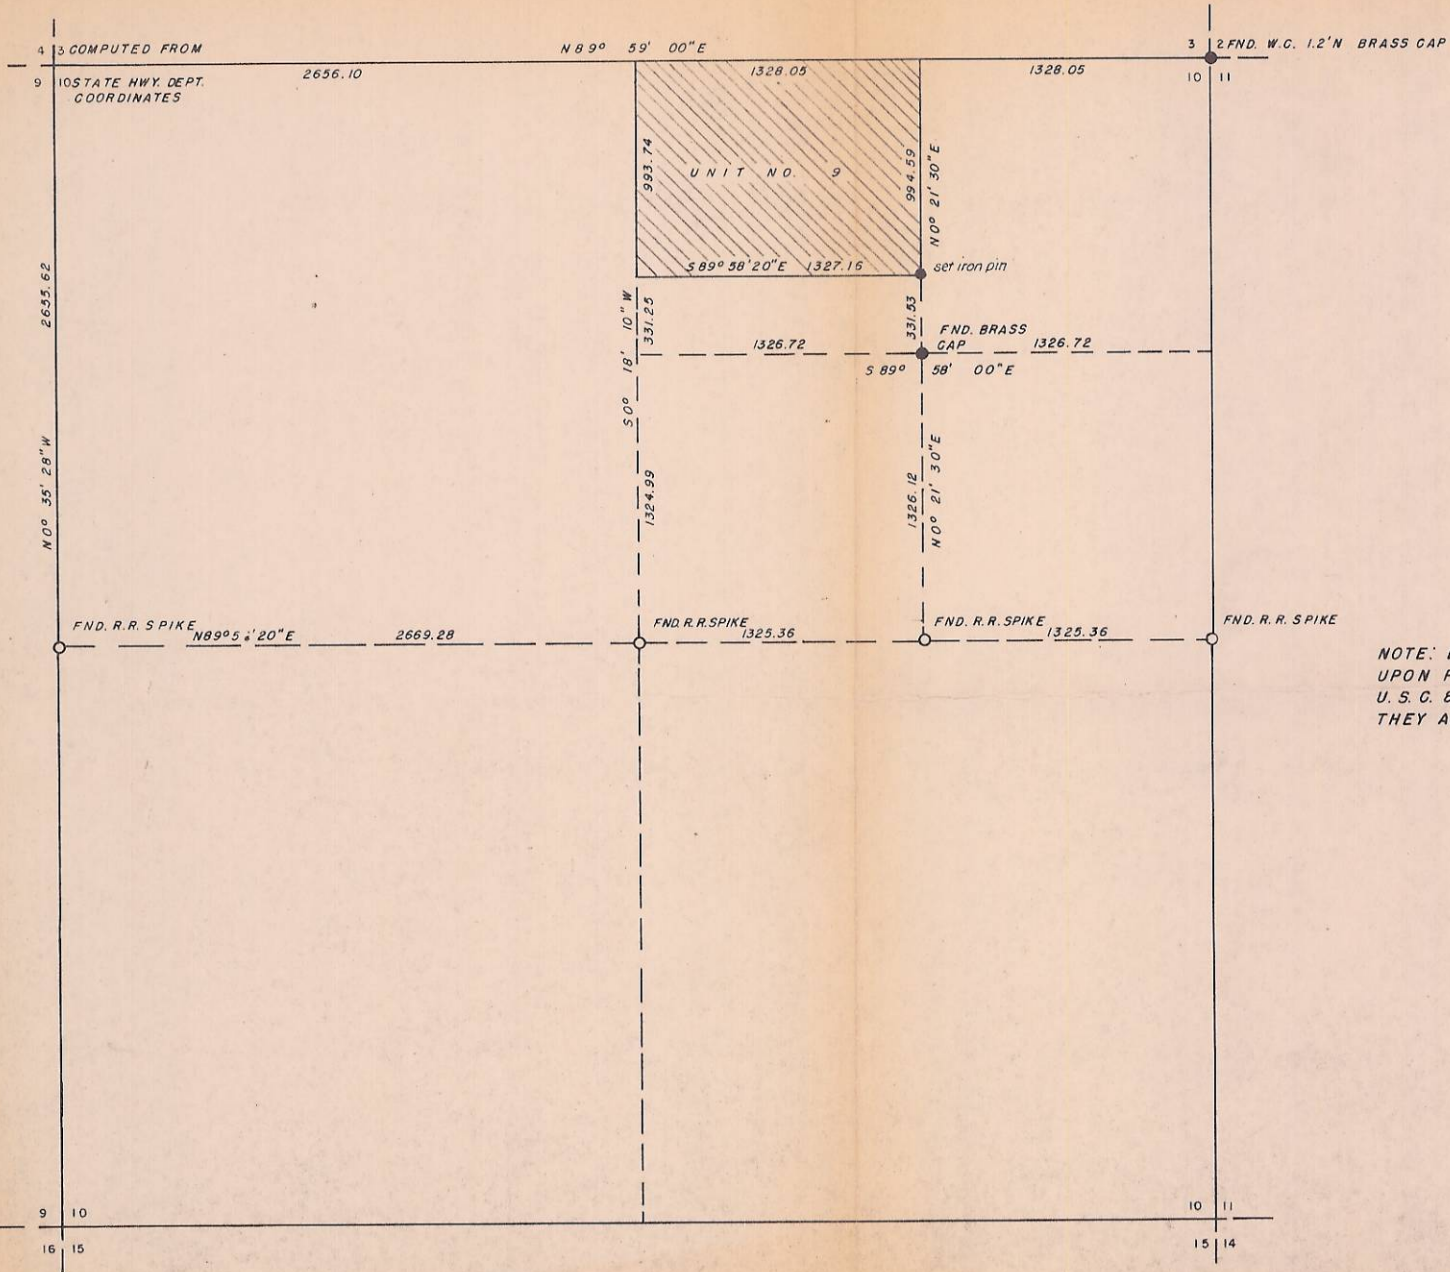 4 3 COMPUTED FROM
9 10 STATE HWY. DEPT.
COORDINATES
N 89° 59' 00" E
3 2 FND. W.C. 1.2' N BRASS CAP
10 11
2656.10
1328.05
1328.05
993.74
UNIT NO. 9
994.59
N 0° 21' 30" E
S 89° 58' 20" E 1327.16
set iron pin
2655.62
N 0° 35' 28" W
S 0° 18' 10" W
331.25
331.53
1326.72
FND. BRASS
CAP
1326.72
S 89° 58' 00" E
1324.99
1326.12
N 0° 21' 30" E
FND. R.R. SPIKE
2669.28
FND. R.R. SPIKE
1325.36
FND. R.R. SPIKE
1325.36
FND. R.R. SPIKE
NOTE:
UPON
U. S. C.
THEY
9 10
16 15
10 11
15 14